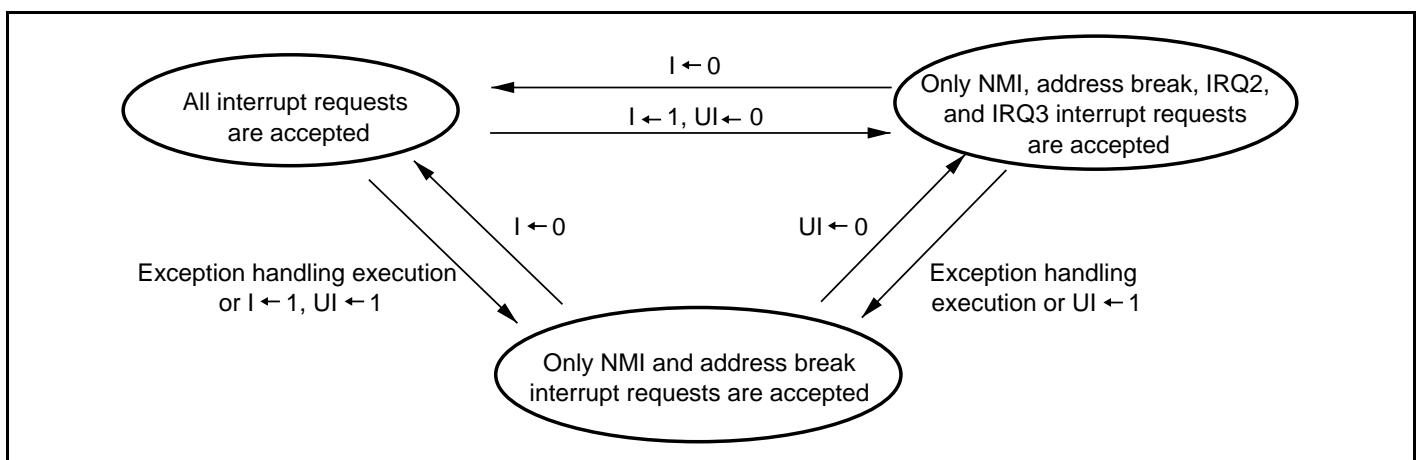 I ← 0
All interrupt requests
are accepted
I ← 1, UI ← 0
Only NMI, address break, IRQ2,
and IRQ3 interrupt requests
are accepted
I ← 0
UI ← 0
Exception handling execution
or I ← 1, UI ← 1
Exception handling
execution or UI ← 1
Only NMI and address break
interrupt requests are accepted